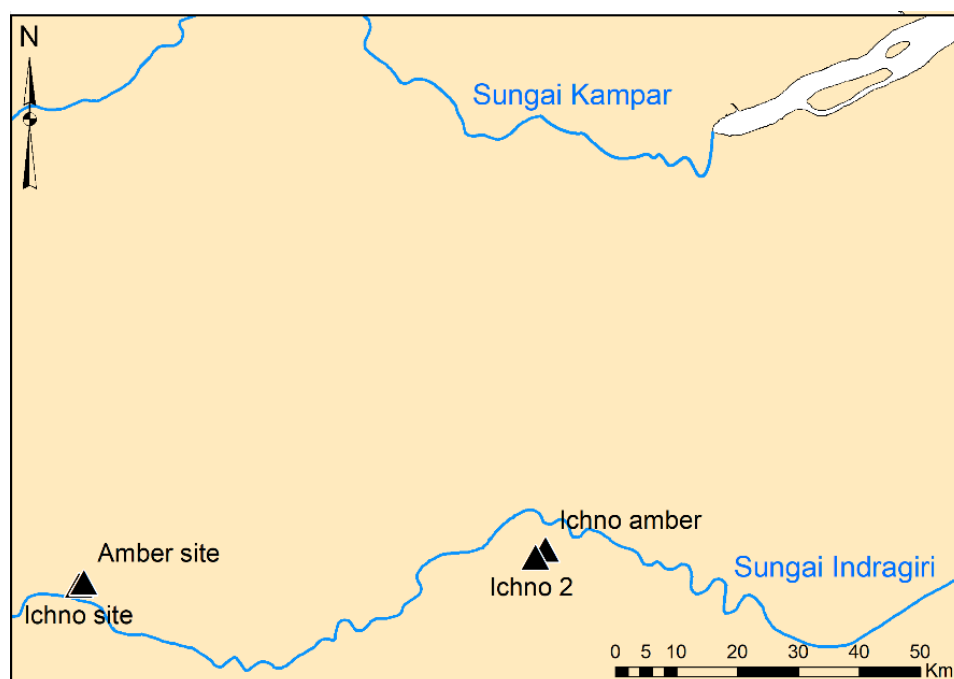 N
Sungai Kampar
Ichno amber
Amber site
Sungai Indragiri
Ichno 2
Ichno site
0 5 10 20 30 40 50
Km